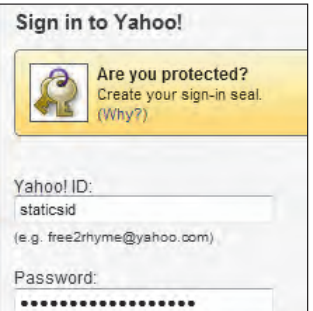 Sign in to Yahoo!
Are you protected?
Create your sign-in seal.
(Why?)
Yahoo! ID:
staticsid
(e.g. free2rhyme@yahoo.com)
Password:
••••••••••••••••••